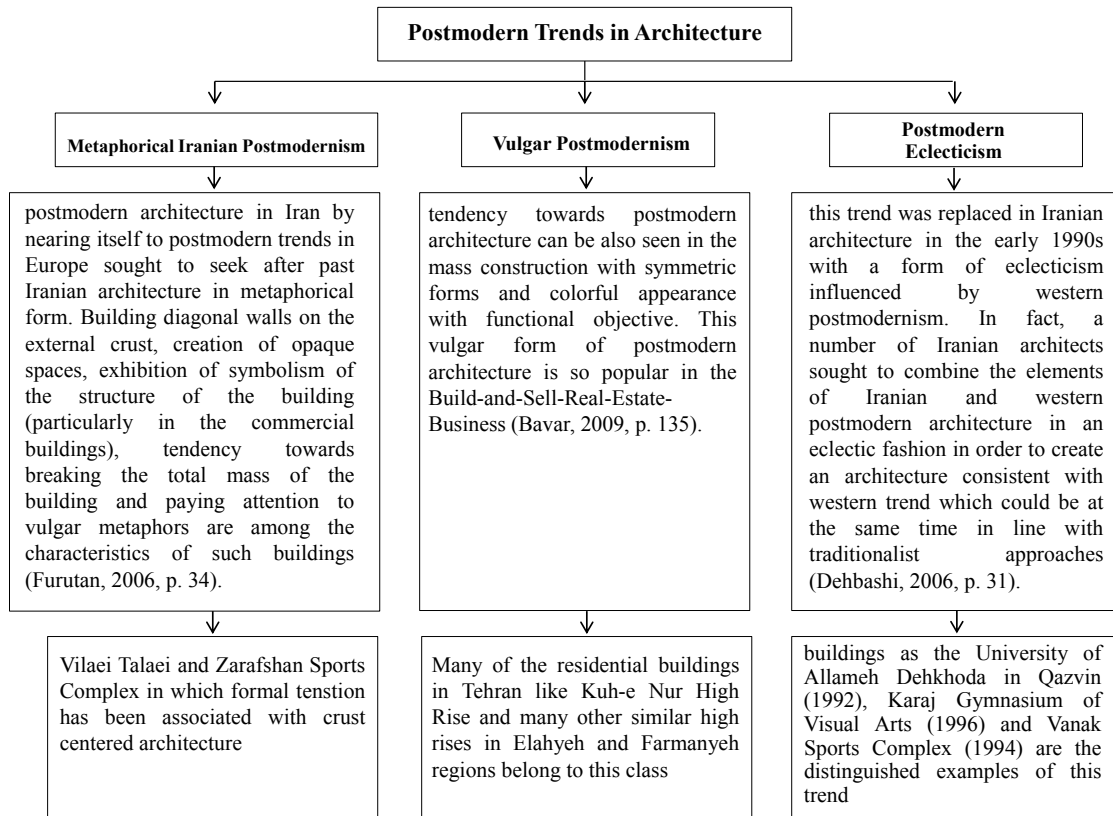 Postmodern Trends in Architecture
Metaphorical Iranian Postmodernism
postmodern architecture in Iran by
nearing itself to postmodern trends in
Europe sought to seek after past
Iranian architecture in metaphorical
form. Building diagonal walls on the
external crust, creation of opaque
spaces, exhibition of symbolism of
the structure of the building
(particularly in the commercial
buildings), tendency towards
breaking the total mass of the
building and paying attention to
vulgar metaphors are among the
characteristics of such buildings
(Furutan, 2006, p. 34).
Vilaei Talaei and Zarafshan Sports
Complex in which formal tenstion
has been associated with crust
centered architecture
Vulgar Postmodernism
tendency towards postmodern
architecture can be also seen in the
mass construction with symmetric
forms and colorful appearance
with functional objective. This
vulgar form of postmodern
architecture is so popular in the
Build-and-Sell-Real-Estate-
Business (Bavar, 2009, p. 135).
Many of the residential buildings
in Tehran like Kuh-e Nur High
Rise and many other similar high
rises in Elahyeh and Farmanyeh
regions belong to this class
Postmodern
Eclecticism
this trend was replaced in Iranian
architecture in the early 1990s
with a form of eclecticism
influenced by western
postmodernism. In fact, a
number of Iranian architects
sought to combine the elements
of Iranian and western
postmodern architecture in an
eclectic fashion in order to create
an architecture consistent with
western trend which could be at
the same time in line with
traditionalist approaches
(Dehbashi, 2006, p. 31).
buildings as the University of
Allameh Dehkhoda in Qazvin
(1992), Karaj Gymnasium of
Visual Arts (1996) and Vanak
Sports Complex (1994) are the
distinguished examples of this
trend